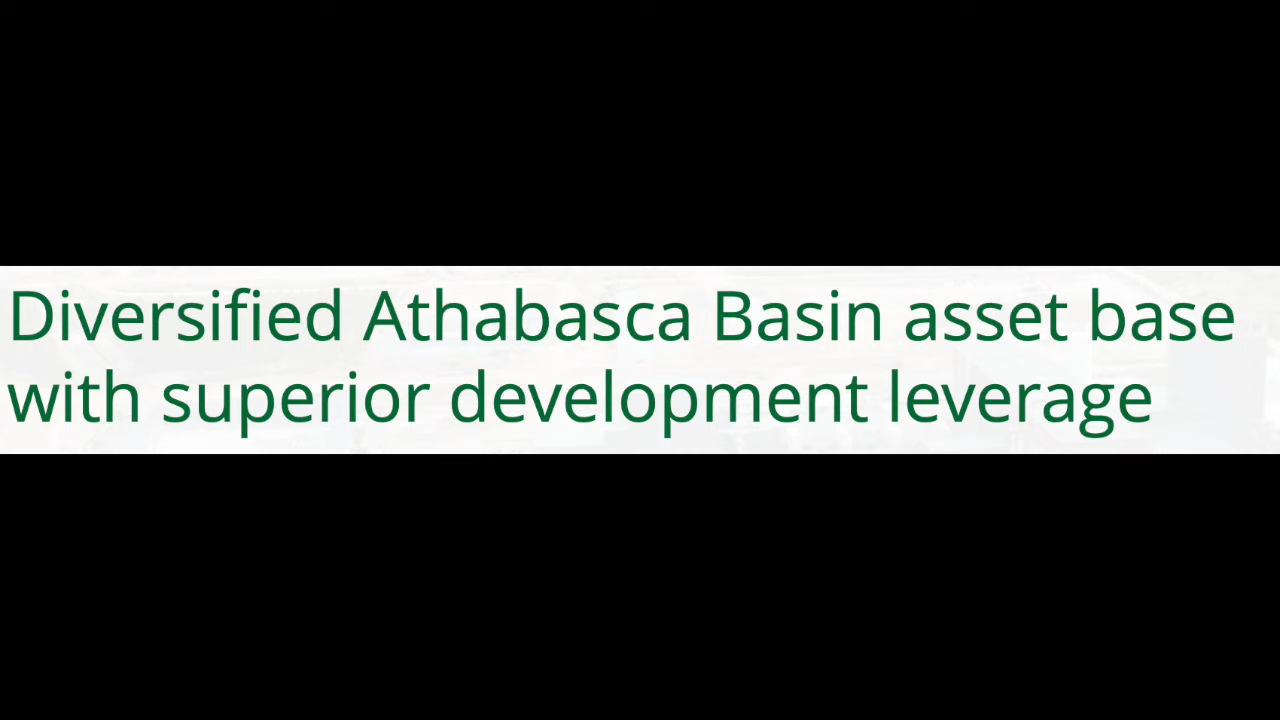 Diversified Athabasca Basin asset base
with superior development leverage